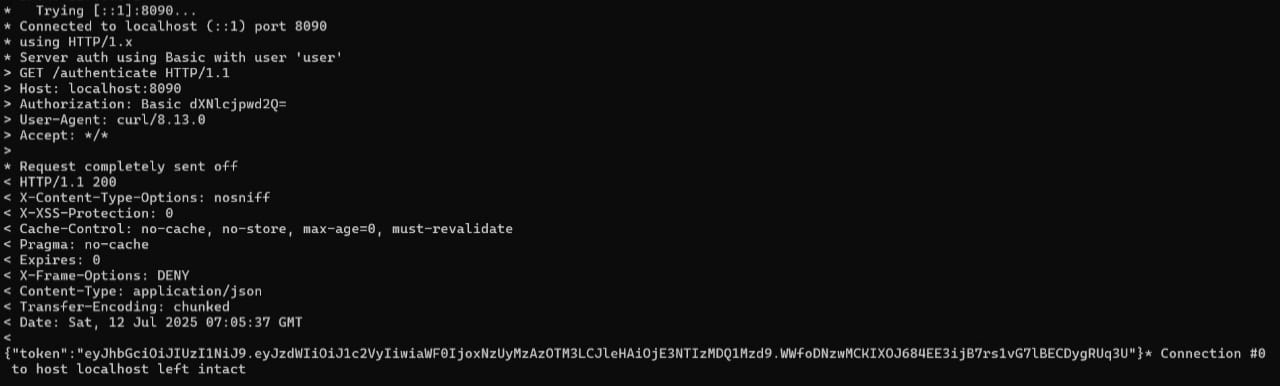 *   Trying [::1]:8090...
* Connected to localhost (::1) port 8090
* using HTTP/1.x
* Server auth using Basic with user 'user'
> GET /authenticate HTTP/1.1
> Host: localhost:8090
> Authorization: Basic dXNlcjpwd2Q=
> User-Agent: curl/8.13.0
> Accept: */*
>
* Request completely sent off
< HTTP/1.1 200
< X-Content-Type-Options: nosniff
< X-XSS-Protection: 0
< Cache-Control: no-cache, no-store, max-age=0, must-revalidate
< Pragma: no-cache
< Expires: 0
< X-Frame-Options: DENY
< Content-Type: application/json
< Transfer-Encoding: chunked
< Date: Sat, 12 Jul 2025 07:05:37 GMT
<
{"token":"eyJhbGciOiJIUzI1NiJ9.eyJzdWIiOiJ1c2VyIiwiaWF0IjoxNzUyMzAzOTM3LCJleHAiOjE3NTIzMDQ1Mzd9.WWfoDNzwMCKIXOJ684EE3ijB7rs1vG7lBECDygRUq3U"}* Connection #0
 to host localhost left intact